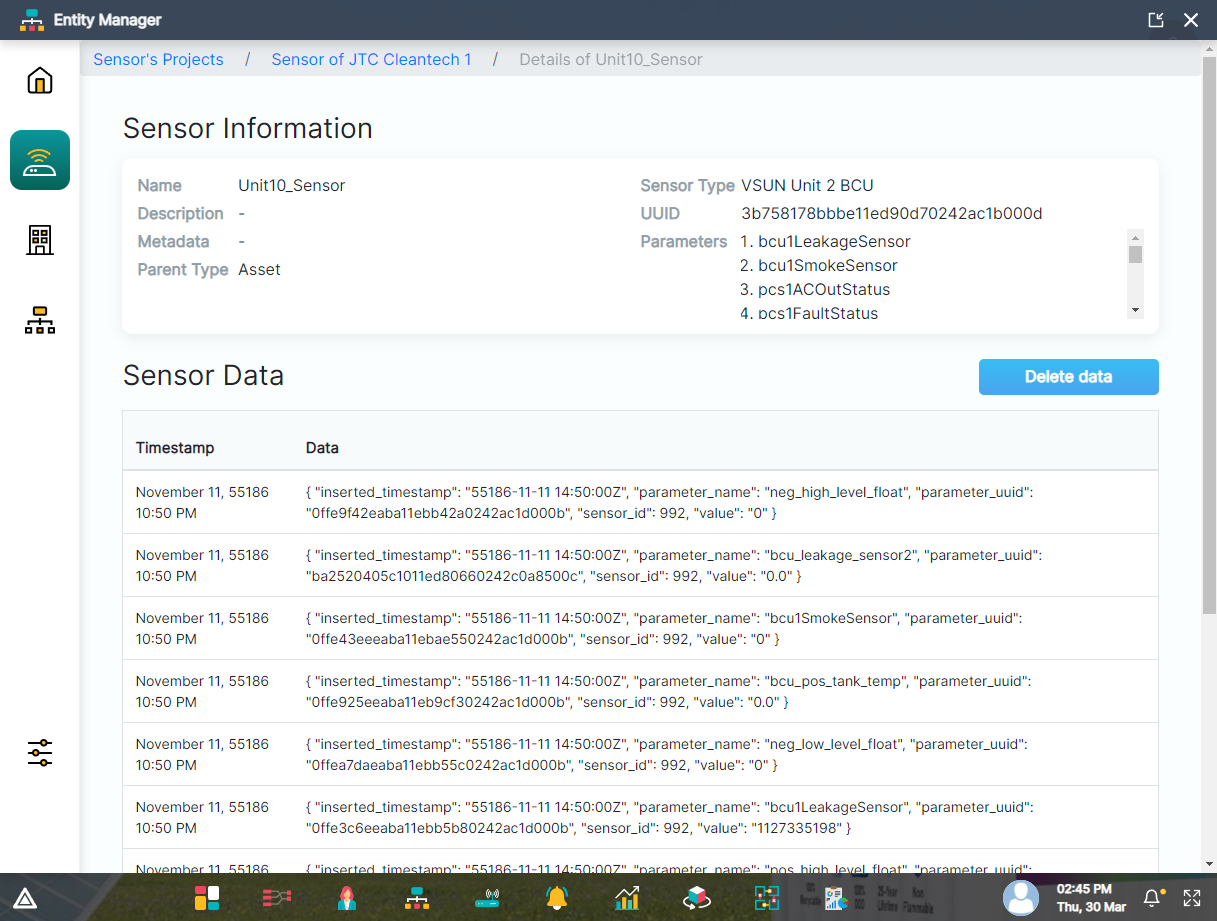 Entity Manager
Sensor's Projects / Sensor of JTC Cleantech 1 / Details of Unit10_Sensor
Sensor Information
Name Unit10_Sensor
Description -
Metadata -
Parent Type Asset
Sensor Type VSUN Unit 2 BCU
UUID 3b758178bbbe11ed90d70242ac1b000d
Parameters 1. bcu1LeakageSensor
2. bcu1SmokeSensor
3. pcs1ACOutStatus
4. pcs1FaultStatus
Sensor Data
Delete data
Timestamp Data
November 11, 55186 { "inserted_timestamp": "55186-11-11 14:50:00Z", "parameter_name": "neg_high_level_float", "parameter_uuid":
10:50 PM "0ffe9f42eaba11ebb42a0242ac1d000b", "sensor_id": 992, "value": "0" }
November 11, 55186 { "inserted_timestamp": "55186-11-11 14:50:00Z", "parameter_name": "bcu_leakage_sensor2", "parameter_uuid":
10:50 PM "ba2520405c1011ed80660242c0a8500c", "sensor_id": 992, "value": "0.0" }
November 11, 55186 { "inserted_timestamp": "55186-11-11 14:50:00Z", "parameter_name": "bcu1SmokeSensor", "parameter_uuid":
10:50 PM "0ffe43eeeaba11ebae550242ac1d000b", "sensor_id": 992, "value": "0" }
November 11, 55186 { "inserted_timestamp": "55186-11-11 14:50:00Z", "parameter_name": "bcu_pos_tank_temp", "parameter_uuid":
10:50 PM "0ffe925eeaba11eb9cf30242ac1d000b", "sensor_id": 992, "value": "0.0" }
November 11, 55186 { "inserted_timestamp": "55186-11-11 14:50:00Z", "parameter_name": "neg_low_level_float", "parameter_uuid":
10:50 PM "0ffea7daeaba11ebb55c0242ac1d000b", "sensor_id": 992, "value": "0" }
November 11, 55186 { "inserted_timestamp": "55186-11-11 14:50:00Z", "parameter_name": "bcu1LeakageSensor", "parameter_uuid":
10:50 PM "0ffe3c6eeaba11ebb5b80242ac1d000b", "sensor_id": 992, "value": "1127335198" }
November 11, 55186 { "inserted_timestamp": "55186-11-11 14:50:00Z", "parameter_name": "pos_high_level_float", "parameter_uuid":
02:45 PM
Thu, 30 Mar